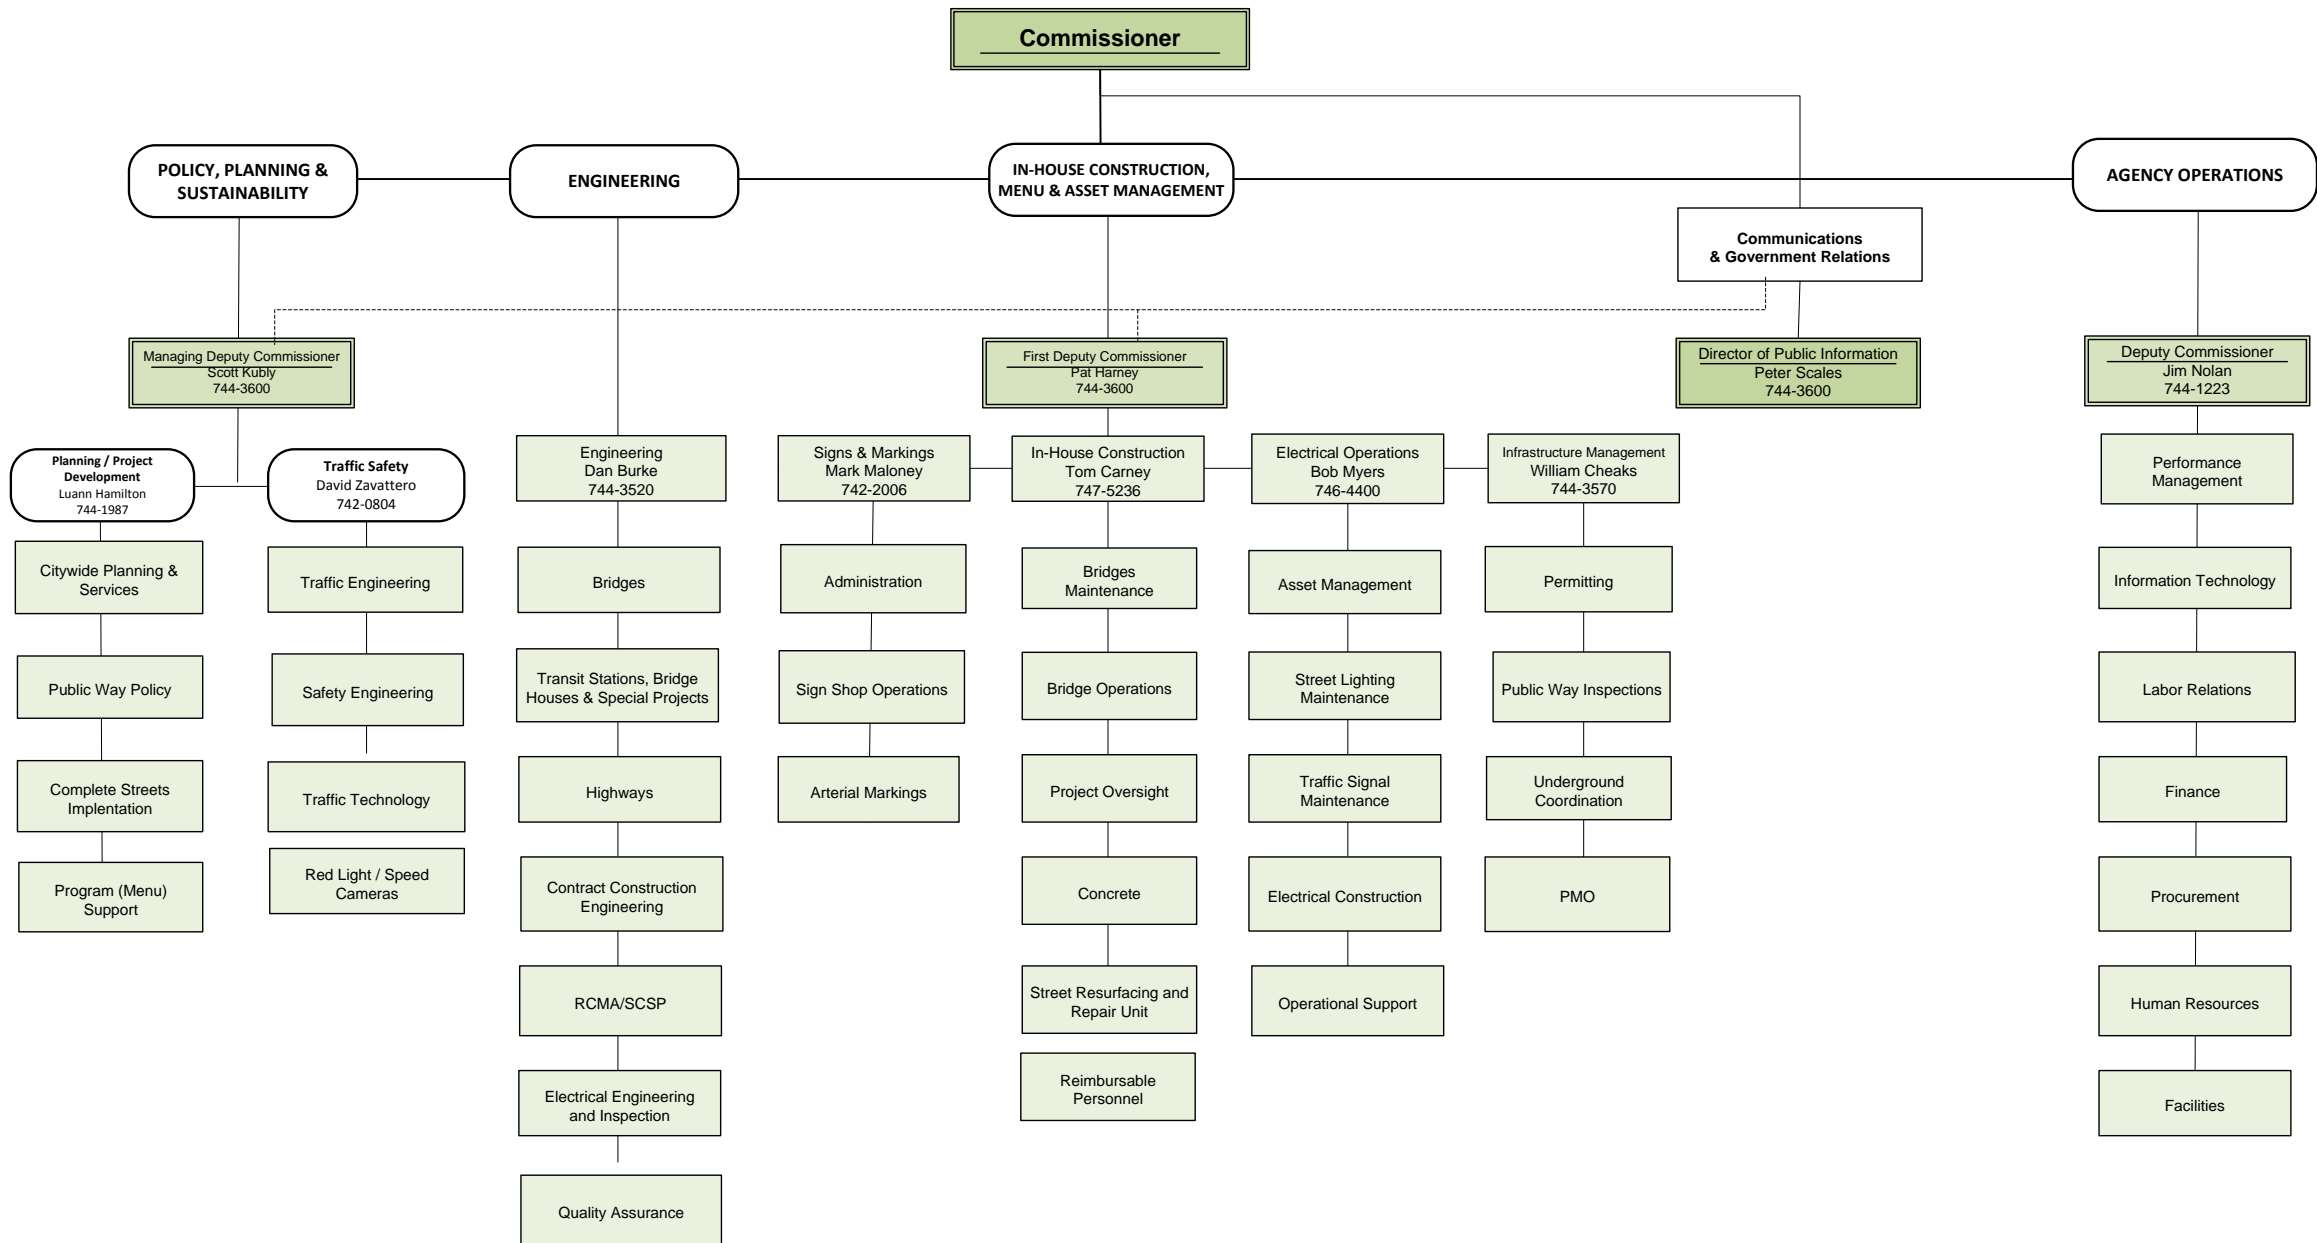 Commissioner
POLICY, PLANNING &
SUSTAINABILITY
ENGINEERING
IN-HOUSE CONSTRUCTION,
MENU & ASSET MANAGEMENT
AGENCY OPERATIONS
Communications
& Government Relations
Managing Deputy Commissioner
Scott Kubly
744-3600
First Deputy Commissioner
Pat Harney
744-3600
Director of Public Information
Peter Scales
744-3600
Deputy Commissioner
Jim Nolan
744-1223
Planning / Project
Development
Luann Hamilton
744-1987
Traffic Safety
David Zavattero
742-0804
Engineering
Dan Burke
744-3520
Signs & Markings
Mark Maloney
742-2006
In-House Construction
Tom Carney
747-5236
Electrical Operations
Bob Myers
746-4400
Infrastructure Management
William Cheaks
744-3570
Performance
Management
Citywide Planning &
Services
Traffic Engineering
Bridges
Administration
Bridges
Maintenance
Asset Management
Permitting
Information Technology
Public Way Policy
Safety Engineering
Transit Stations, Bridge
Houses & Special Projects
Sign Shop Operations
Bridge Operations
Street Lighting
Maintenance
Public Way Inspections
Labor Relations
Complete Streets
Implentation
Traffic Technology
Highways
Arterial Markings
Project Oversight
Traffic Signal
Maintenance
Underground
Coordination
Finance
Program (Menu)
Support
Red Light / Speed
Cameras
Contract Construction
Engineering
Concrete
Electrical Construction
PMO
Procurement
RCMA/SCSP
Street Resurfacing and
Repair Unit
Operational Support
Human Resources
Electrical Engineering
and Inspection
Reimbursable
Personnel
Facilities
Quality Assurance